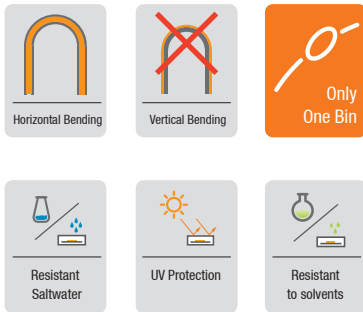 Horizontal Bending
Vertical Bending
Only
One Bin
Resistant
Saltwater
UV Protection
Resistant
to solvents